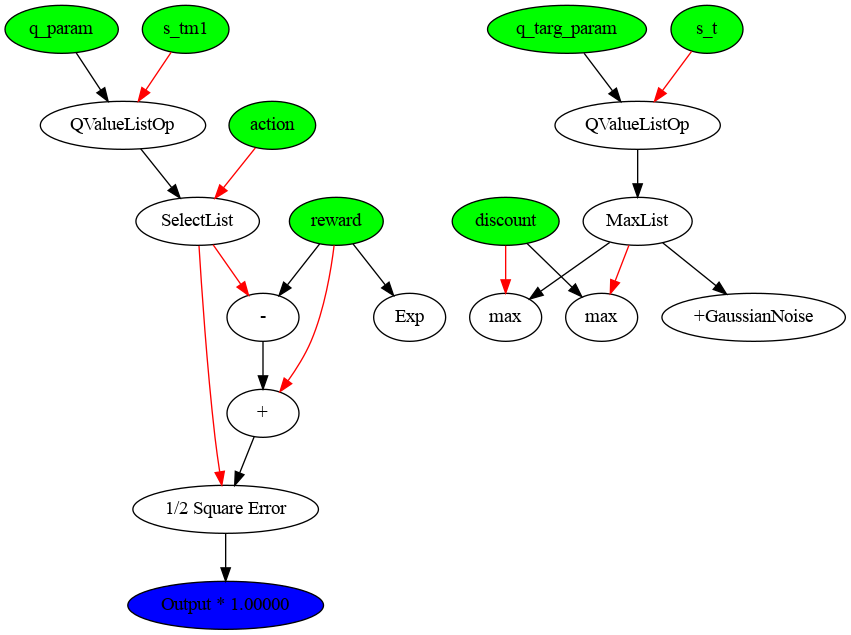 q_param
s_tm1
q_targ_param
s_t
QValueListOp
action
QValueListOp
SelectList
reward
discount
MaxList
-
Exp
max
max
+GaussianNoise
+
1/2 Square Error
Output * 1.00000